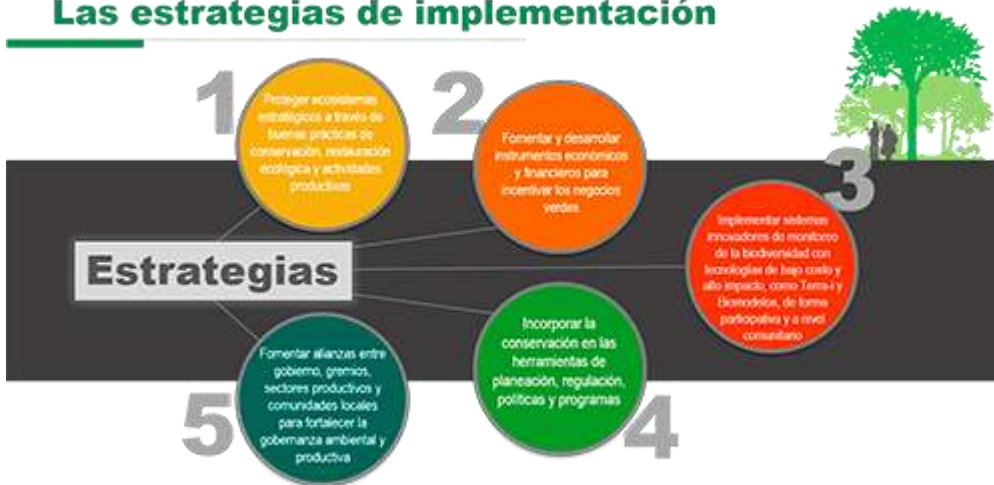 Las estrategias de implementación
1
Proteger ecosistemas
estratégicos a través de
buenas prácticas de
conservación, restauración
ecológica y actividades
productivas
2
Fomentar y desarrollar
instrumentos económicos
y financieros para
incentivar los negocios
verdes
3
Implementar sistemas
innovadores de monitoreo
de la biodiversidad con
tecnologías de bajo costo y
alto impacto, como Terra-i y
Biomodelos, de forma
participativa y a nivel
comunitario
Estrategias
Incorporar la
conservación en las
herramientas de
planeación, regulación,
políticas y programas
4
Fomentar alianzas entre
gobierno, gremios,
sectores productivos y
comunidades locales
para fortalecer la
gobernanza ambiental y
productiva
5